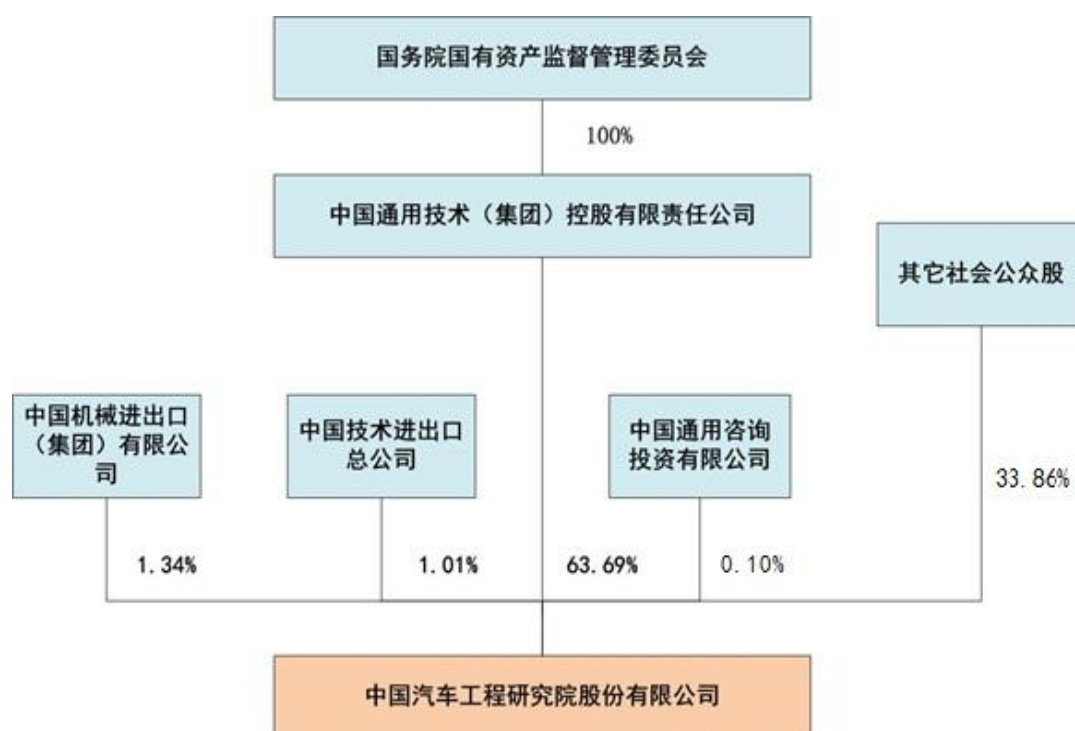 国务院国有资产监督管理委员会
100%
中国通用技术（集团）控股有限责任公司
其它社会公众股
中国机械进出口
（集团）有限公
司
中国技术进出口
总公司
中国通用咨询
投资有限公司
33.86%
1.34%
1.01%
63.69%
0.10%
中国汽车工程研究院股份有限公司